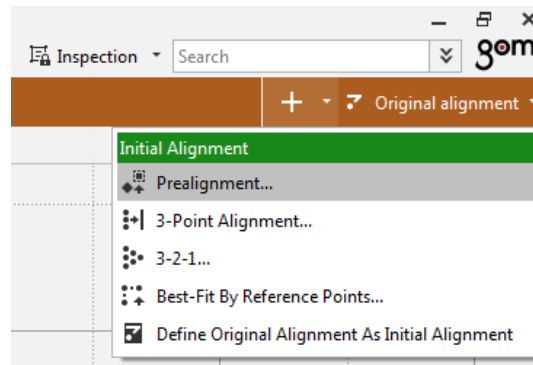 Inspection
Search
gom
Original alignment
Initial Alignment
Prealignment...
3-Point Alignment...
3-2-1...
Best-Fit By Reference Points...
Define Original Alignment As Initial Alignment